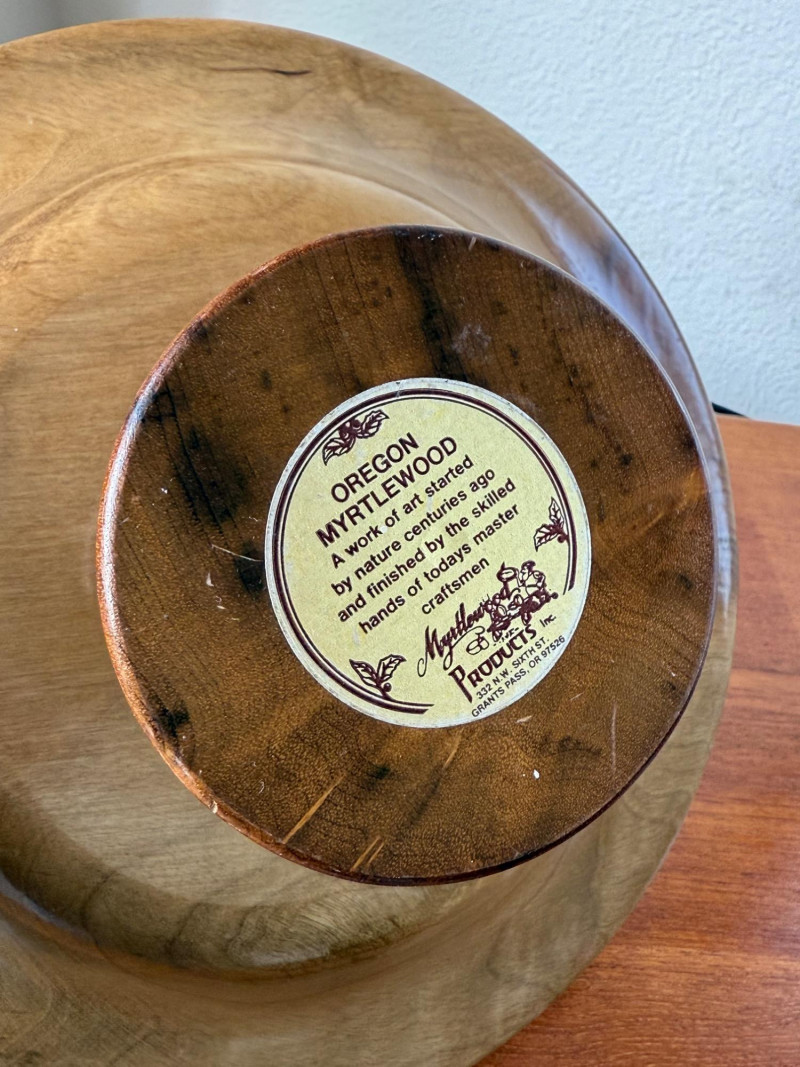 OREGON
MYRTLEWOOD
A work of art started
by nature centuries ago
and finished by the skilled
hands of todays master
craftsmen
Myrtlewood
PRODUCTS Inc.
332 N.W. SIXTH ST.
GRANTS PASS, OR 97526